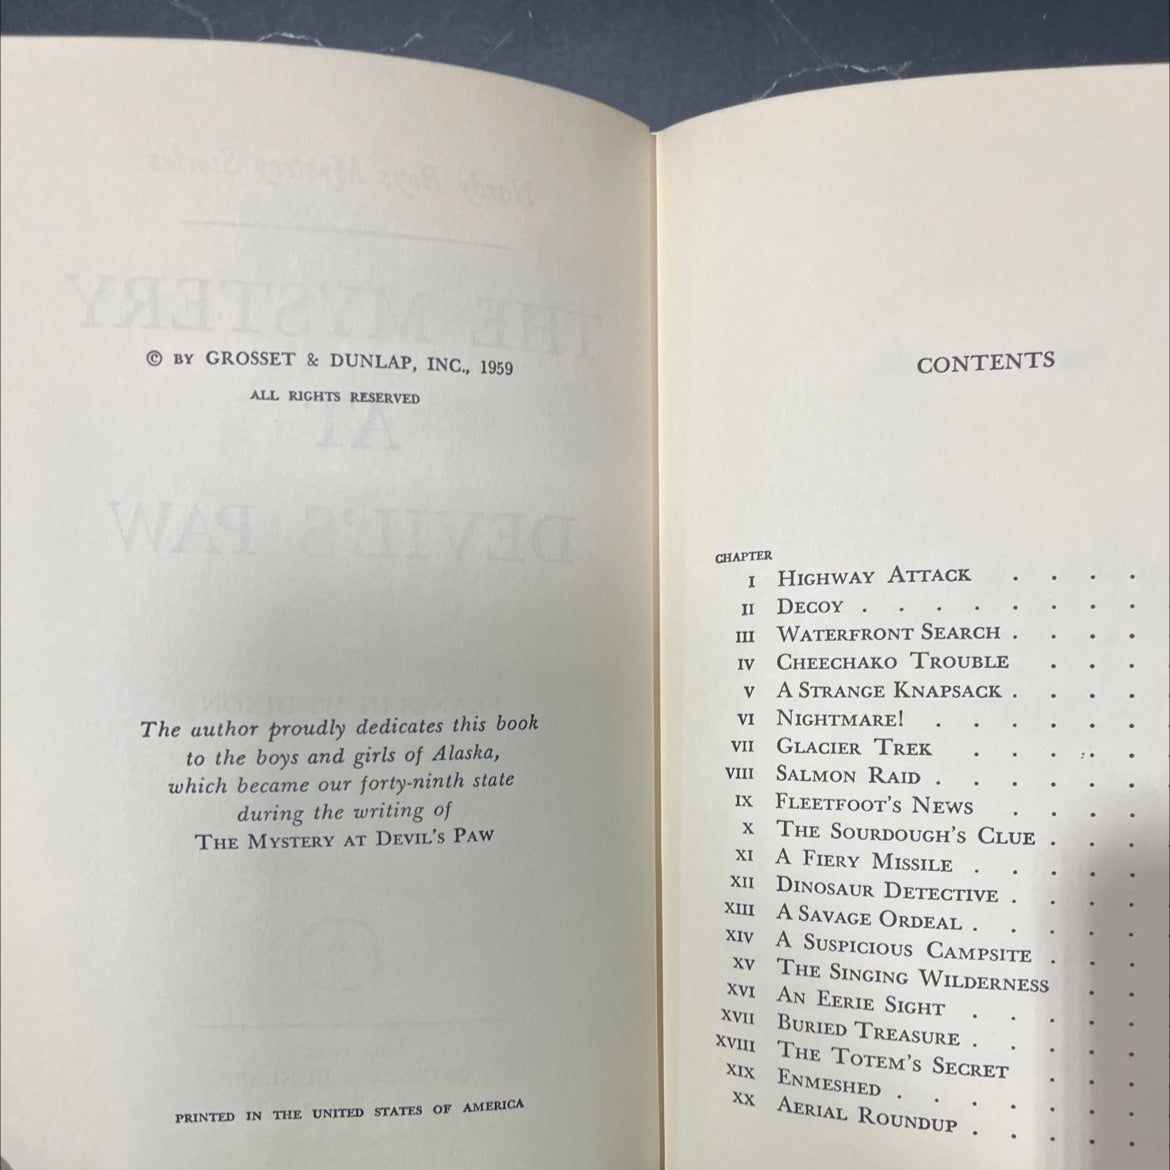 © BY GROSSET & DUNLAP, INC., 1959
ALL RIGHTS RESERVED
The author proudly dedicates this book
to the boys and girls of Alaska,
which became our forty-ninth state
during the writing of
THE MYSTERY AT DEVIL'S PAW
PRINTED IN THE UNITED STATES OF AMERICA
CONTENTS
CHAPTER
I HIGHWAY ATTACK . . . .
II DECOY . . . . . . . .
III WATERFRONT SEARCH . . . .
IV CHEECHAKO TROUBLE . . .
V A STRANGE KNAPSACK . . . .
VI NIGHTMARE! . . . . . .
VII GLACIER TREK . . . . .
VIII SALMON RAID . . . . . .
IX FLEETFOOT'S NEWS . . . .
X THE SOURDOUGH'S CLUE . . .
XI A FIERY MISSILE . . . . .
XII DINOSAUR DETECTIVE . . . .
XIII A SAVAGE ORDEAL . . . . .
XIV A SUSPICIOUS CAMPSITE . . .
XV THE SINGING WILDERNESS . .
XVI AN EERIE SIGHT . . . . .
XVII BURIED TREASURE . . . . .
XVIII THE TOTEM'S SECRET . . .
XIX ENMESHED . . . . . . .
XX AERIAL ROUNDUP . . . . .